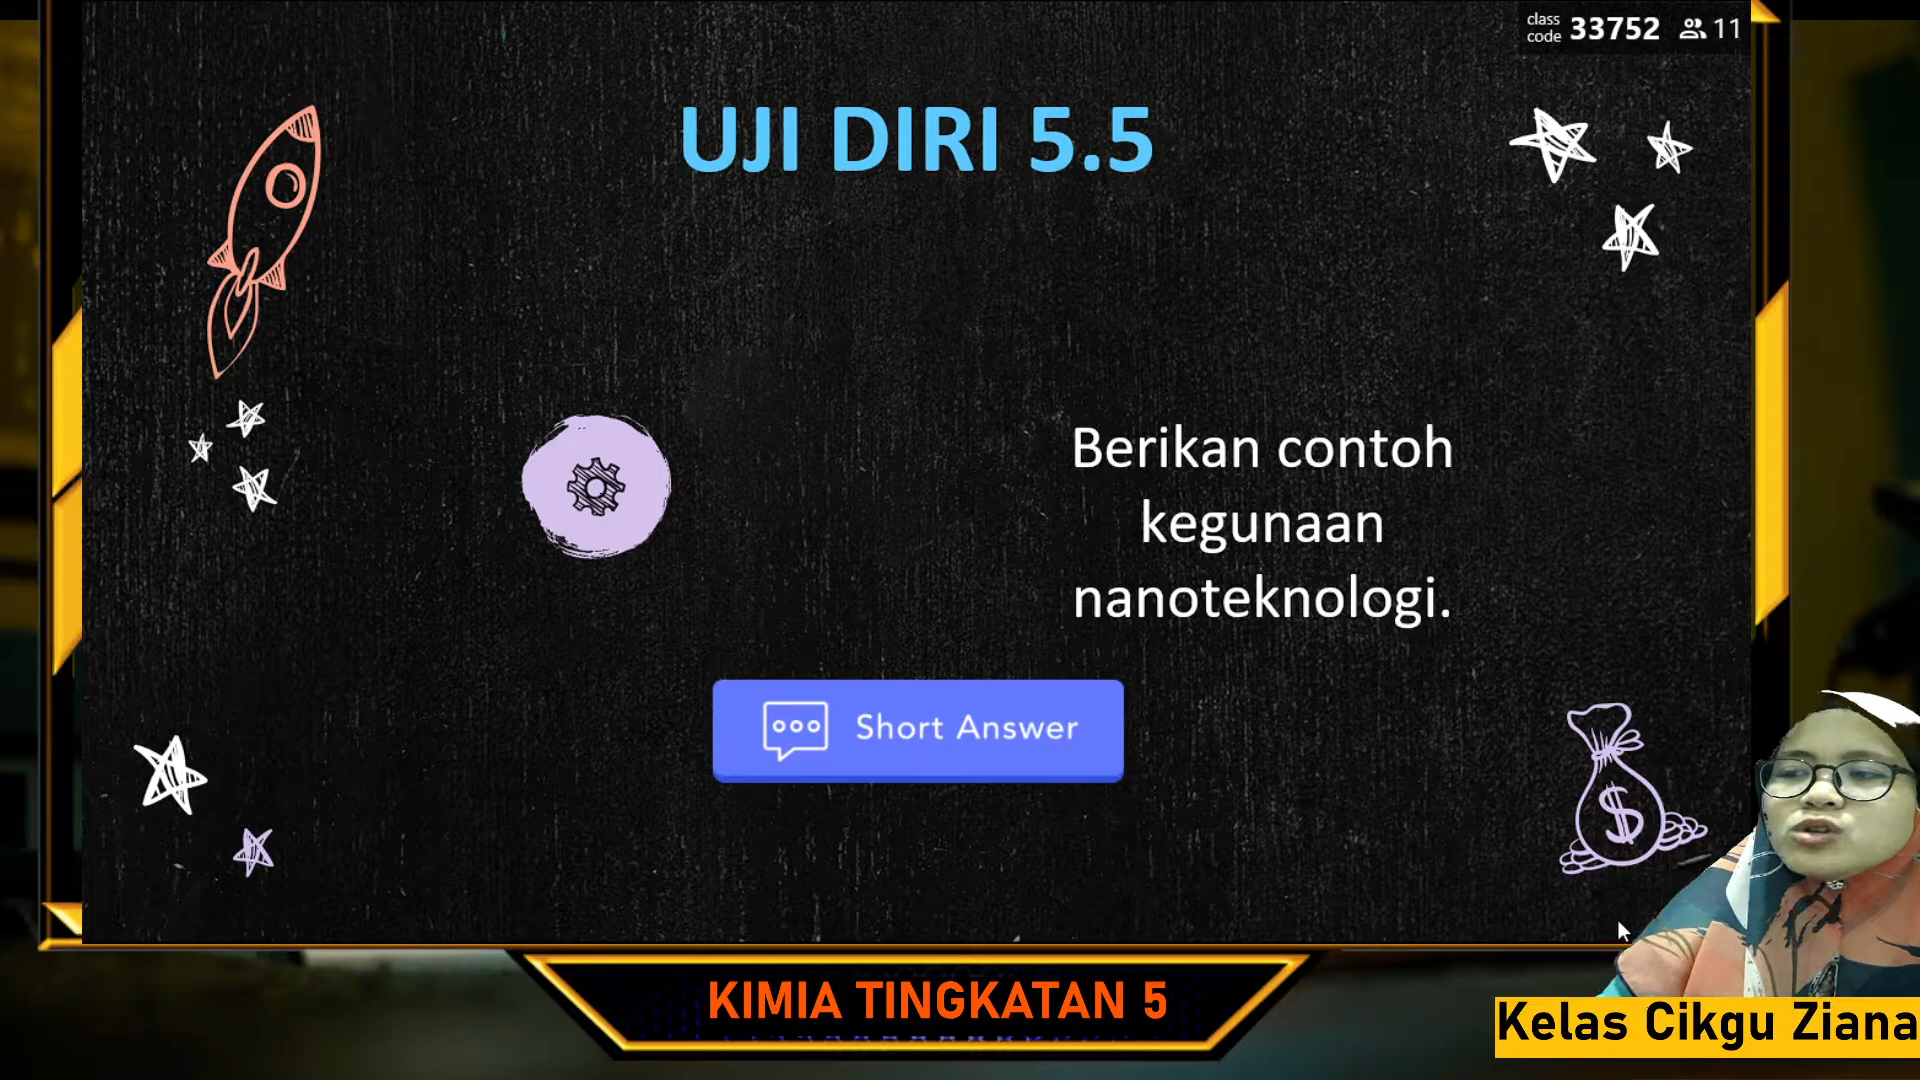 class code 33752 11
UJI DIRI 5.5
Berikan contoh
kegunaan
nanoteknologi.
Short Answer
$
KIMIA TINGKATAN 5
Kelas Cikgu Ziana